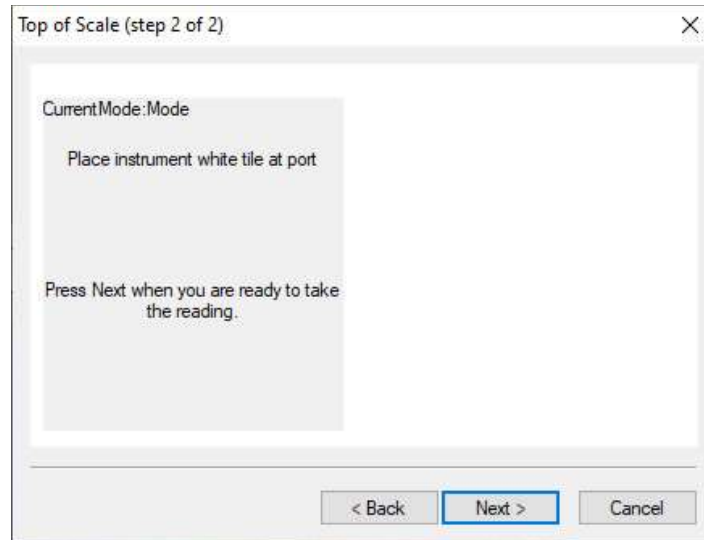 Top of Scale (step 2 of 2)
CurrentMode:Mode
Place instrument white tile at port
Press Next when you are ready to take
the reading.
< Back
Next >
Cancel